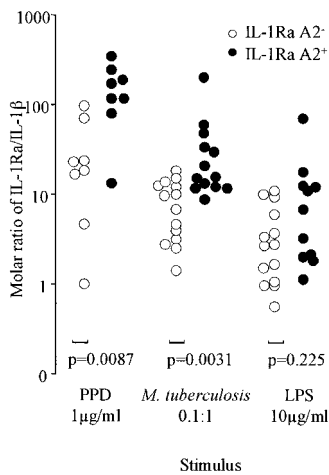 1000
○ IL-1Ra A2⁻
● IL-1Ra A2⁺
100
10
1
0
Molar ratio of IL-1Ra/IL-1β
p=0.0087 p=0.0031 p=0.225
PPD M. tuberculosis LPS
1µg/ml 0.1:1 10µg/ml
Stimulus